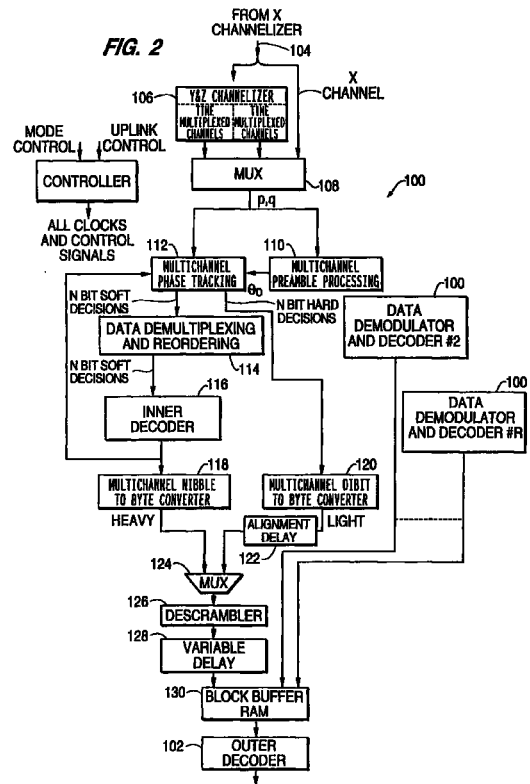 FIG. 2
FROM X
CHANNELIZER
104
106
Y&Z CHANNELIZER
TIME
MULTIPLEXED
CHANNELS
TIME
MULTIPLEXED
CHANNELS
X
CHANNEL
MODE
CONTROL
UPLINK
CONTROL
CONTROLLER
MUX
108
100
p,q
ALL CLOCKS
AND CONTROL
SIGNALS
112
MULTICHANNEL
PHASE TRACKING
110
MULTICHANNEL
PREAMBLE PROCESSING
θ0
N BIT SOFT
DECISIONS
N BIT HARD
DECISIONS
100
DATA
DEMODULATOR
AND DECODER #2
DATA DEMULTIPLEXING
AND REORDERING
114
N BIT SOFT
DECISIONS
116
INNER
DECODER
100
DATA
DEMODULATOR
AND DECODER #R
118
MULTICHANNEL NIBBLE
TO BYTE CONVERTER
120
MULTICHANNEL DIBIT
TO BYTE CONVERTER
HEAVY
LIGHT
ALIGNMENT
DELAY
122
124
MUX
126
DESCRAMBLER
128
VARIABLE
DELAY
130
BLOCK BUFFER
RAM
102
OUTER
DECODER